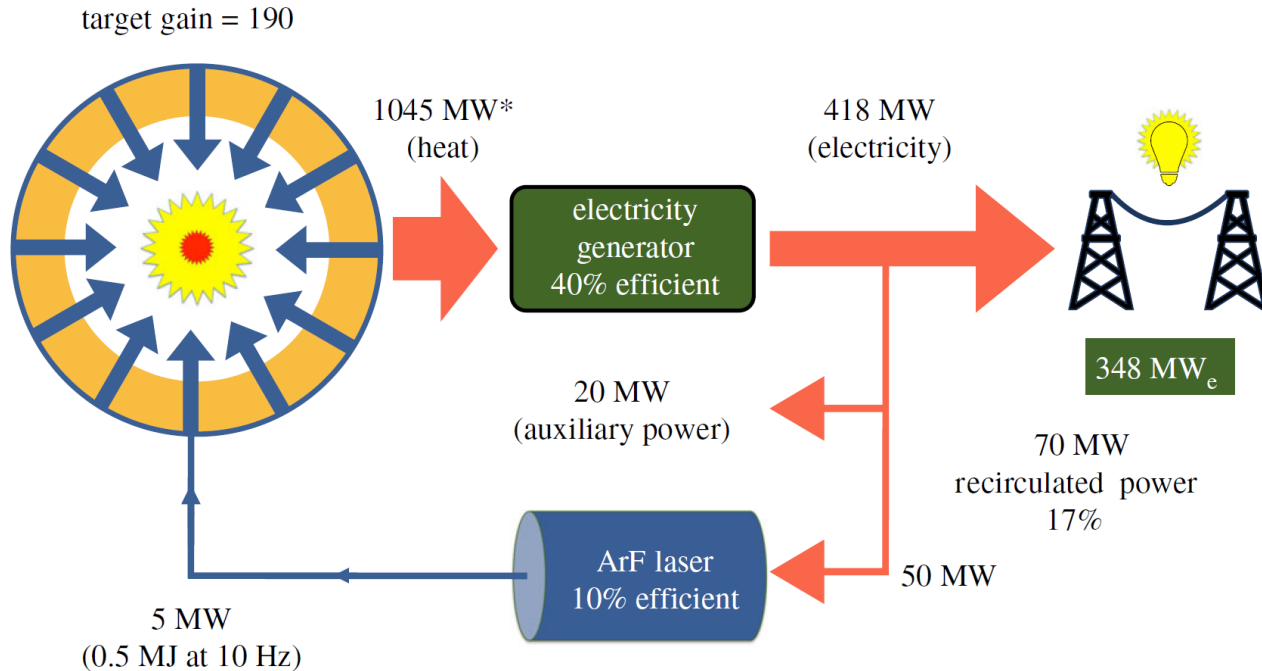 target gain = 190
1045 MW*
(heat)
electricity
generator
40% efficient
418 MW
(electricity)
348 MWe
20 MW
(auxiliary power)
70 MW
recirculated power
17%
ArF laser
10% efficient
50 MW
5 MW
(0.5 MJ at 10 Hz)